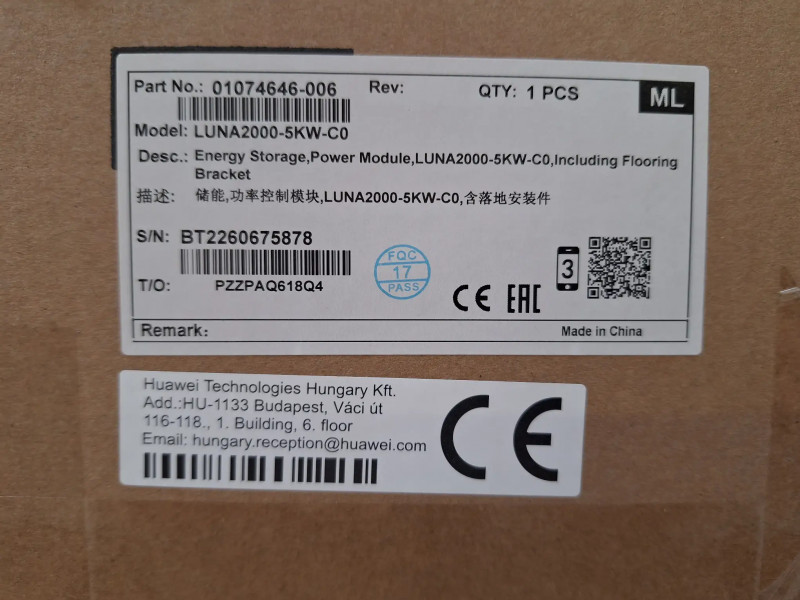 Part No.: 01074646-006 Rev: QTY: 1 PCS ML
Model: LUNA2000-5KW-C0
Desc.: Energy Storage,Power Module,LUNA2000-5KW-C0,Including Flooring
Bracket
描述: 储能,功率控制模块,LUNA2000-5KW-C0,含落地安装件
S/N: BT2260675878
FQC
17
PASS
3
CE EAC
T/O: PZZPAQ618Q4
Remark: Made in China
Huawei Technologies Hungary Kft.
Add.:HU-1133 Budapest, Váci út
116-118., 1. Building, 6. floor
Email: hungary.reception@huawei.com
CE